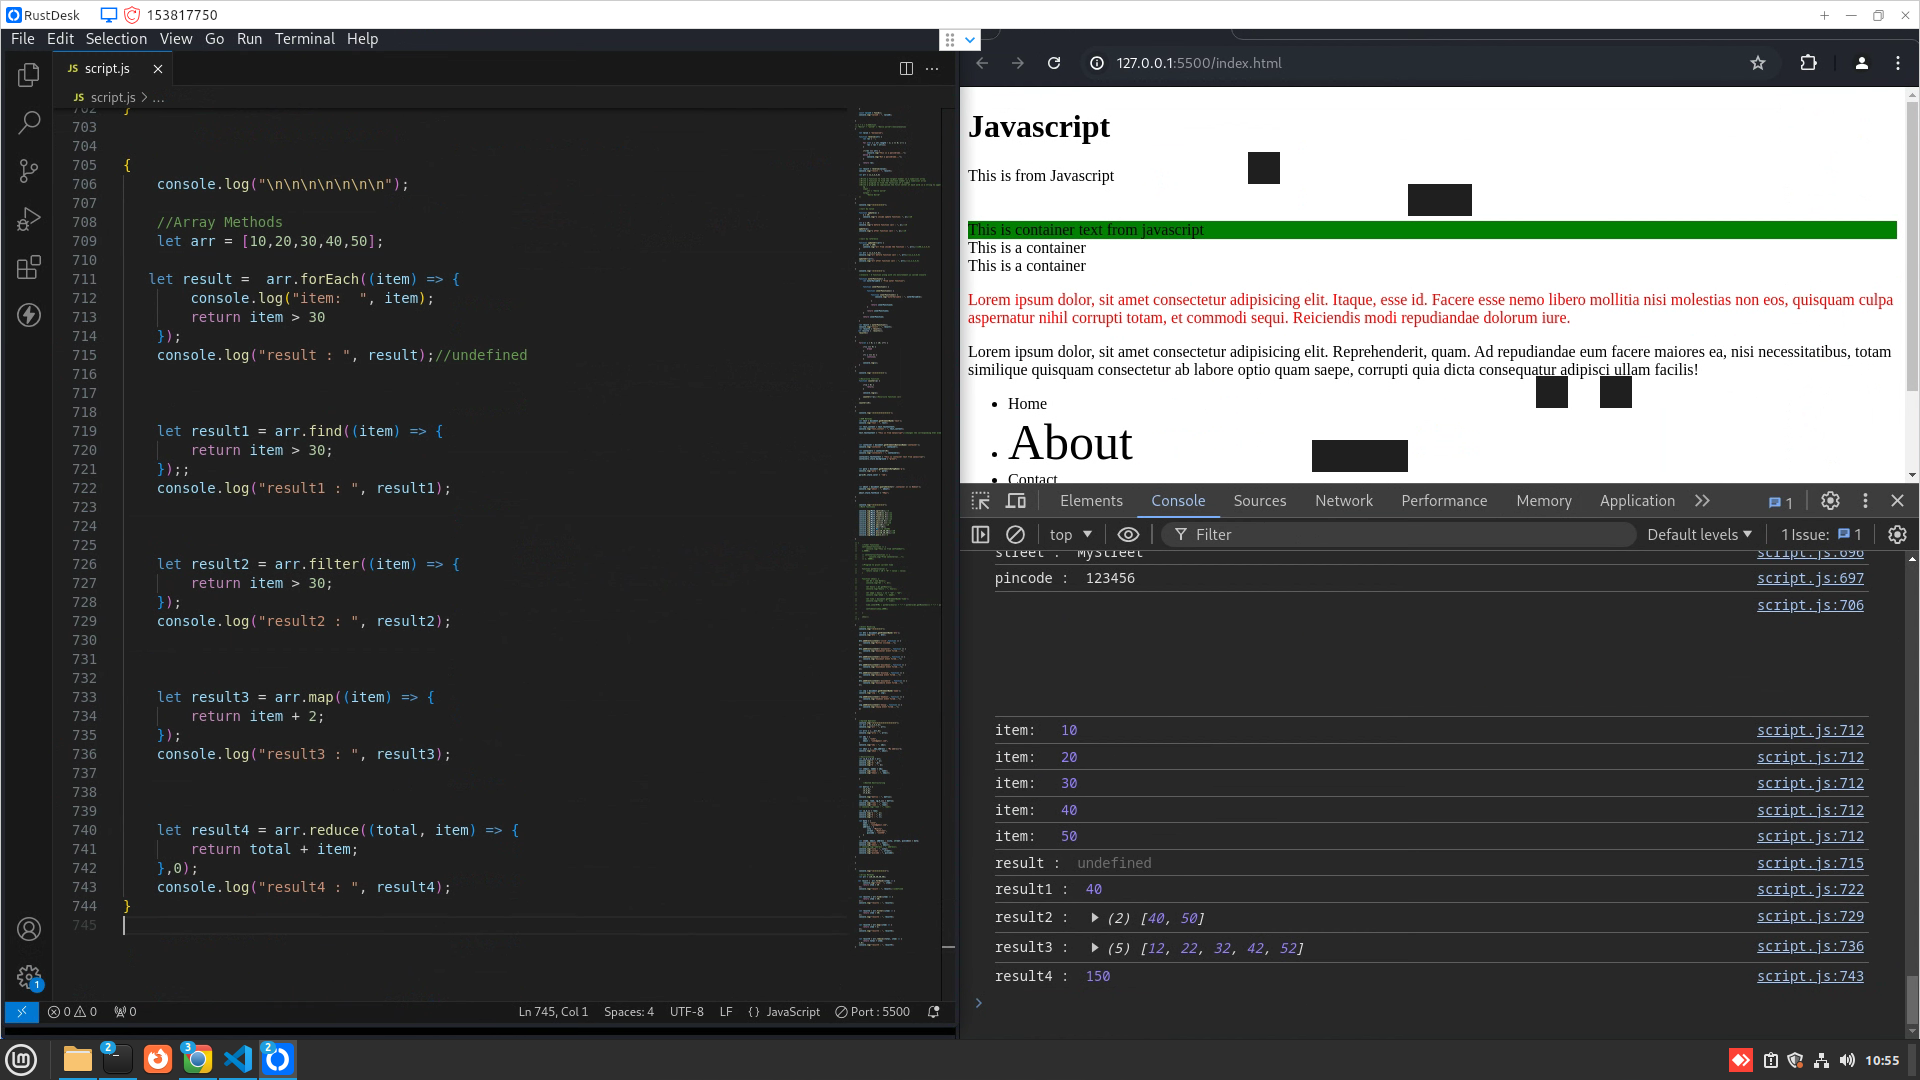 RustDesk 153817750
File Edit Selection View Go Run Terminal Help
JS script.js
JS script.js > ...
702 }
703
704
705 {
706 console.log("\n\n\n\n\n\n\n");
707
708 //Array Methods
709 let arr = [10,20,30,40,50];
710
711 let result =  arr.forEach((item) => {
712 console.log("item:  ", item);
713 return item > 30
714 });
715 console.log("result : ", result);//undefined
716
717
718
719 let result1 = arr.find((item) => {
720 return item > 30;
721 });;
722 console.log("result1 : ", result1);
723
724
725
726 let result2 = arr.filter((item) => {
727 return item > 30;
728 });
729 console.log("result2 : ", result2);
730
731
732
733 let result3 = arr.map((item) => {
734 return item + 2;
735 });
736 console.log("result3 : ", result3);
737
738
739
740 let result4 = arr.reduce((total, item) => {
741 return total + item;
742 },0);
743 console.log("result4 : ", result4);
744 }
745
1
0 0 0 Ln 745, Col 1 Spaces: 4 UTF-8 LF {} JavaScript Port : 5500
127.0.0.1:5500/index.html
Javascript
This is from Javascript
This is container text from javascript
This is a container
This is a container
Lorem ipsum dolor, sit amet consectetur adipisicing elit. Itaque, esse id. Facere esse nemo libero mollitia nisi molestias non eos, quisquam culpa
aspernatur nihil corrupti totam, et commodi sequi. Reiciendis modi repudiandae dolorum iure.
Lorem ipsum dolor, sit amet consectetur adipisicing elit. Reprehenderit, quam. Ad repudiandae eum facere maiores ea, nisi necessitatibus, totam
similique quisquam consectetur ab labore optio quam saepe, corrupti quia dicta consequatur adipisci ullam facilis!
Home
About
Contact
Elements Console Sources Network Performance Memory Application 1
top Filter Default levels 1 Issue: 1
street :  MyStreet script.js:696
pincode :  123456 script.js:697
script.js:706
item:   10 script.js:712
item:   20 script.js:712
item:   30 script.js:712
item:   40 script.js:712
item:   50 script.js:712
result :  undefined script.js:715
result1 :  40 script.js:722
result2 :  (2) [40, 50] script.js:729
result3 :  (5) [12, 22, 32, 42, 52] script.js:736
result4 :  150 script.js:743
2 3 2 10:55